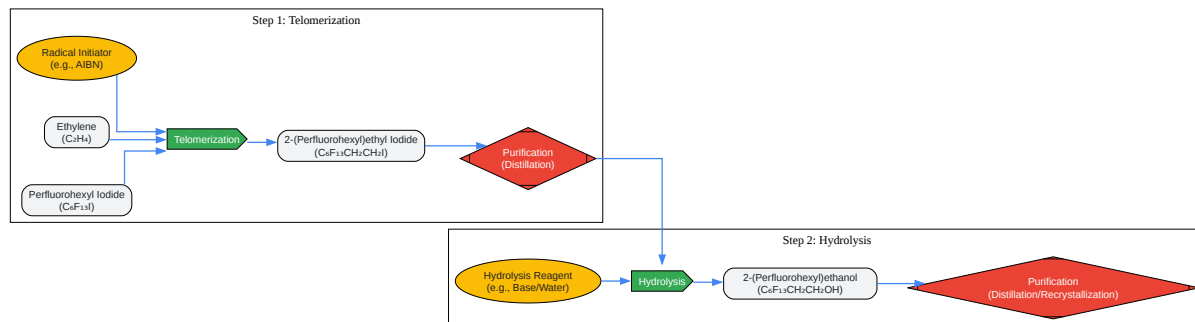 Step 1: Telomerization
Radical Initiator
(e.g., AIBN)
Ethylene
(C₂H₄)
Telomerization
2-(Perfluorohexyl)ethyl Iodide
(C₆F₁₃CH₂CH₂I)
Purification
(Distillation)
Perfluorohexyl Iodide
(C₆F₁₃I)
Step 2: Hydrolysis
Hydrolysis Reagent
(e.g., Base/Water)
Hydrolysis
2-(Perfluorohexyl)ethanol
(C₆F₁₃CH₂CH₂OH)
Purification
(Distillation/Recrystallization)